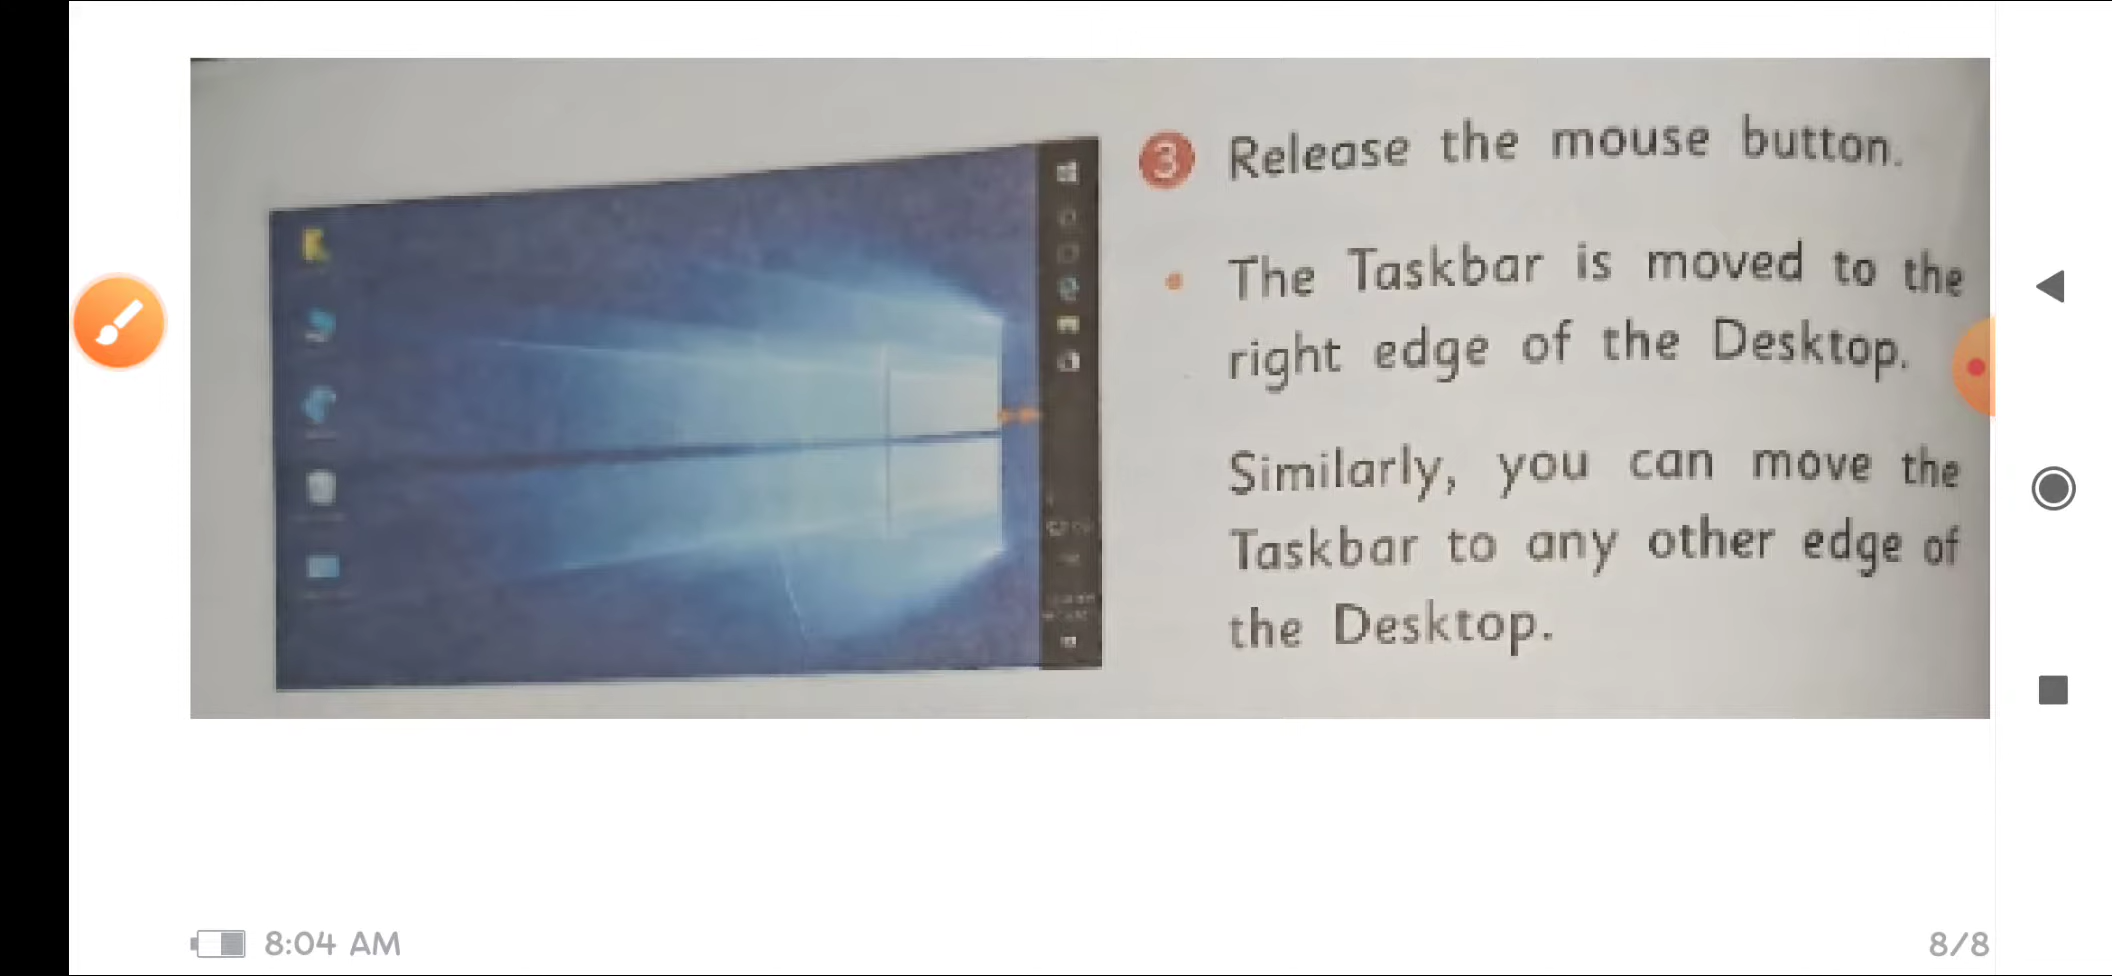 3 Release the mouse button.
• The Taskbar is moved to the
right edge of the Desktop.
Similarly, you can move the
Taskbar to any other edge of
the Desktop.
8:04 AM
8/8